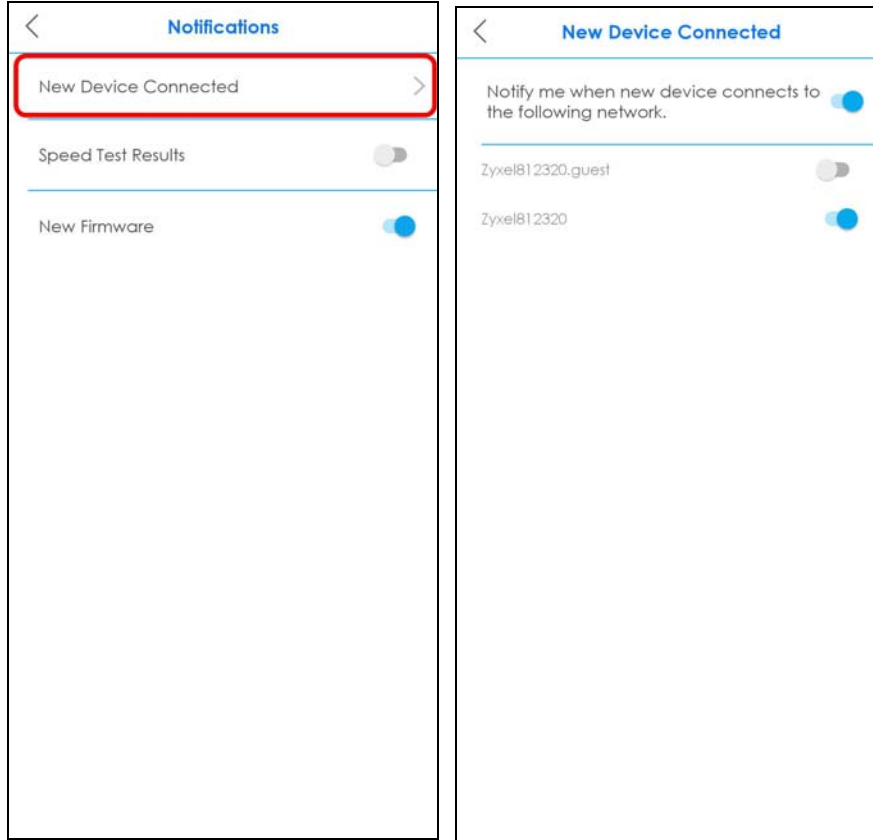 Notifications
New Device Connected
Speed Test Results
New Firmware
New Device Connected
Notify me when new device connects to
the following network.
Zyxel812320.guest
Zyxel812320